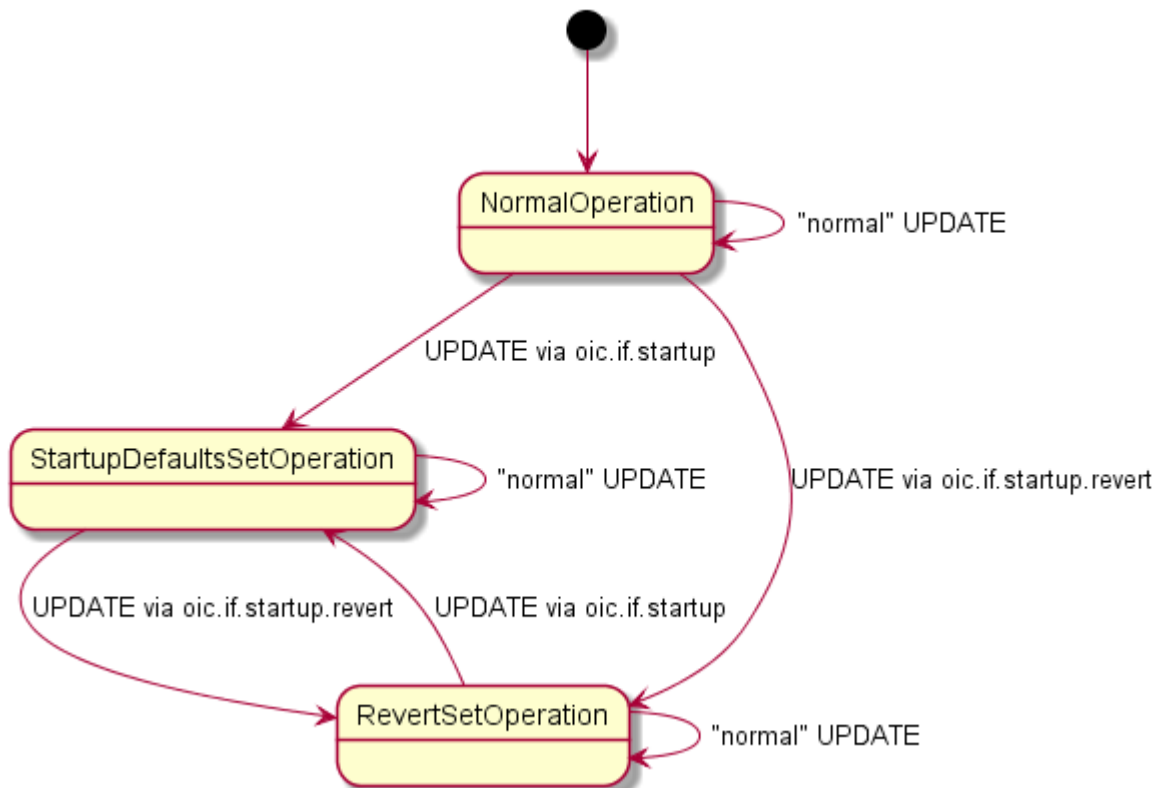 NormalOperation
"normal" UPDATE
UPDATE via oic.if.startup
StartupDefaultsSetOperation
"normal" UPDATE
UPDATE via oic.if.startup.revert
UPDATE via oic.if.startup.revert
UPDATE via oic.if.startup
RevertSetOperation
"normal" UPDATE